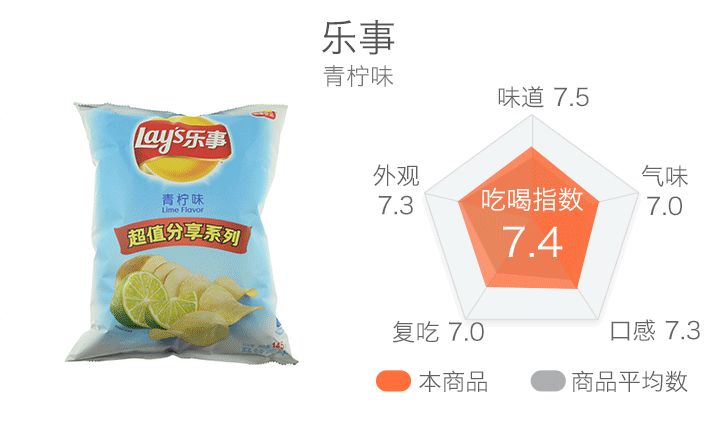 乐事
青柠味
Lay's乐事
青柠味
Lime Flavor
超值分享系列
味道 7.5
外观
7.3
气味
7.0
吃喝指数
7.4
复吃 7.0
口感 7.3
本商品
商品平均数